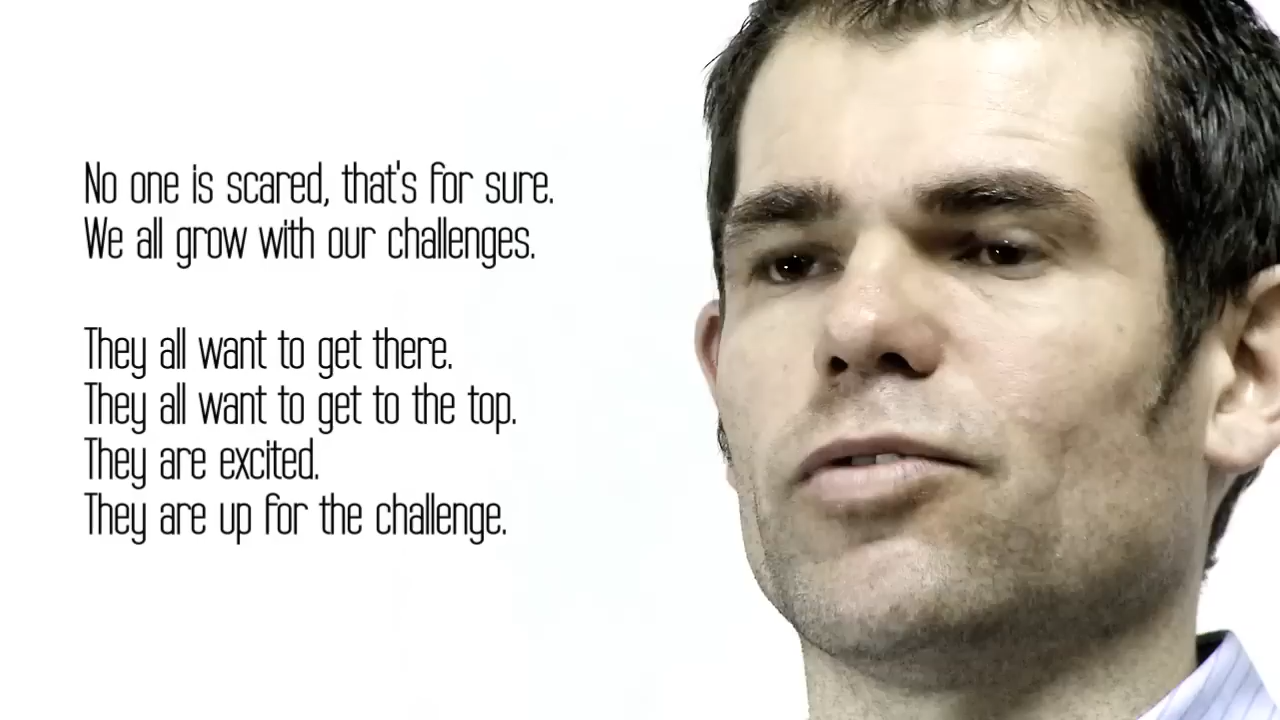 No one is scared, that's for sure.
We all grow with our challenges.
They all want to get there.
They all want to get to the top.
They are excited.
They are up for the challenge.